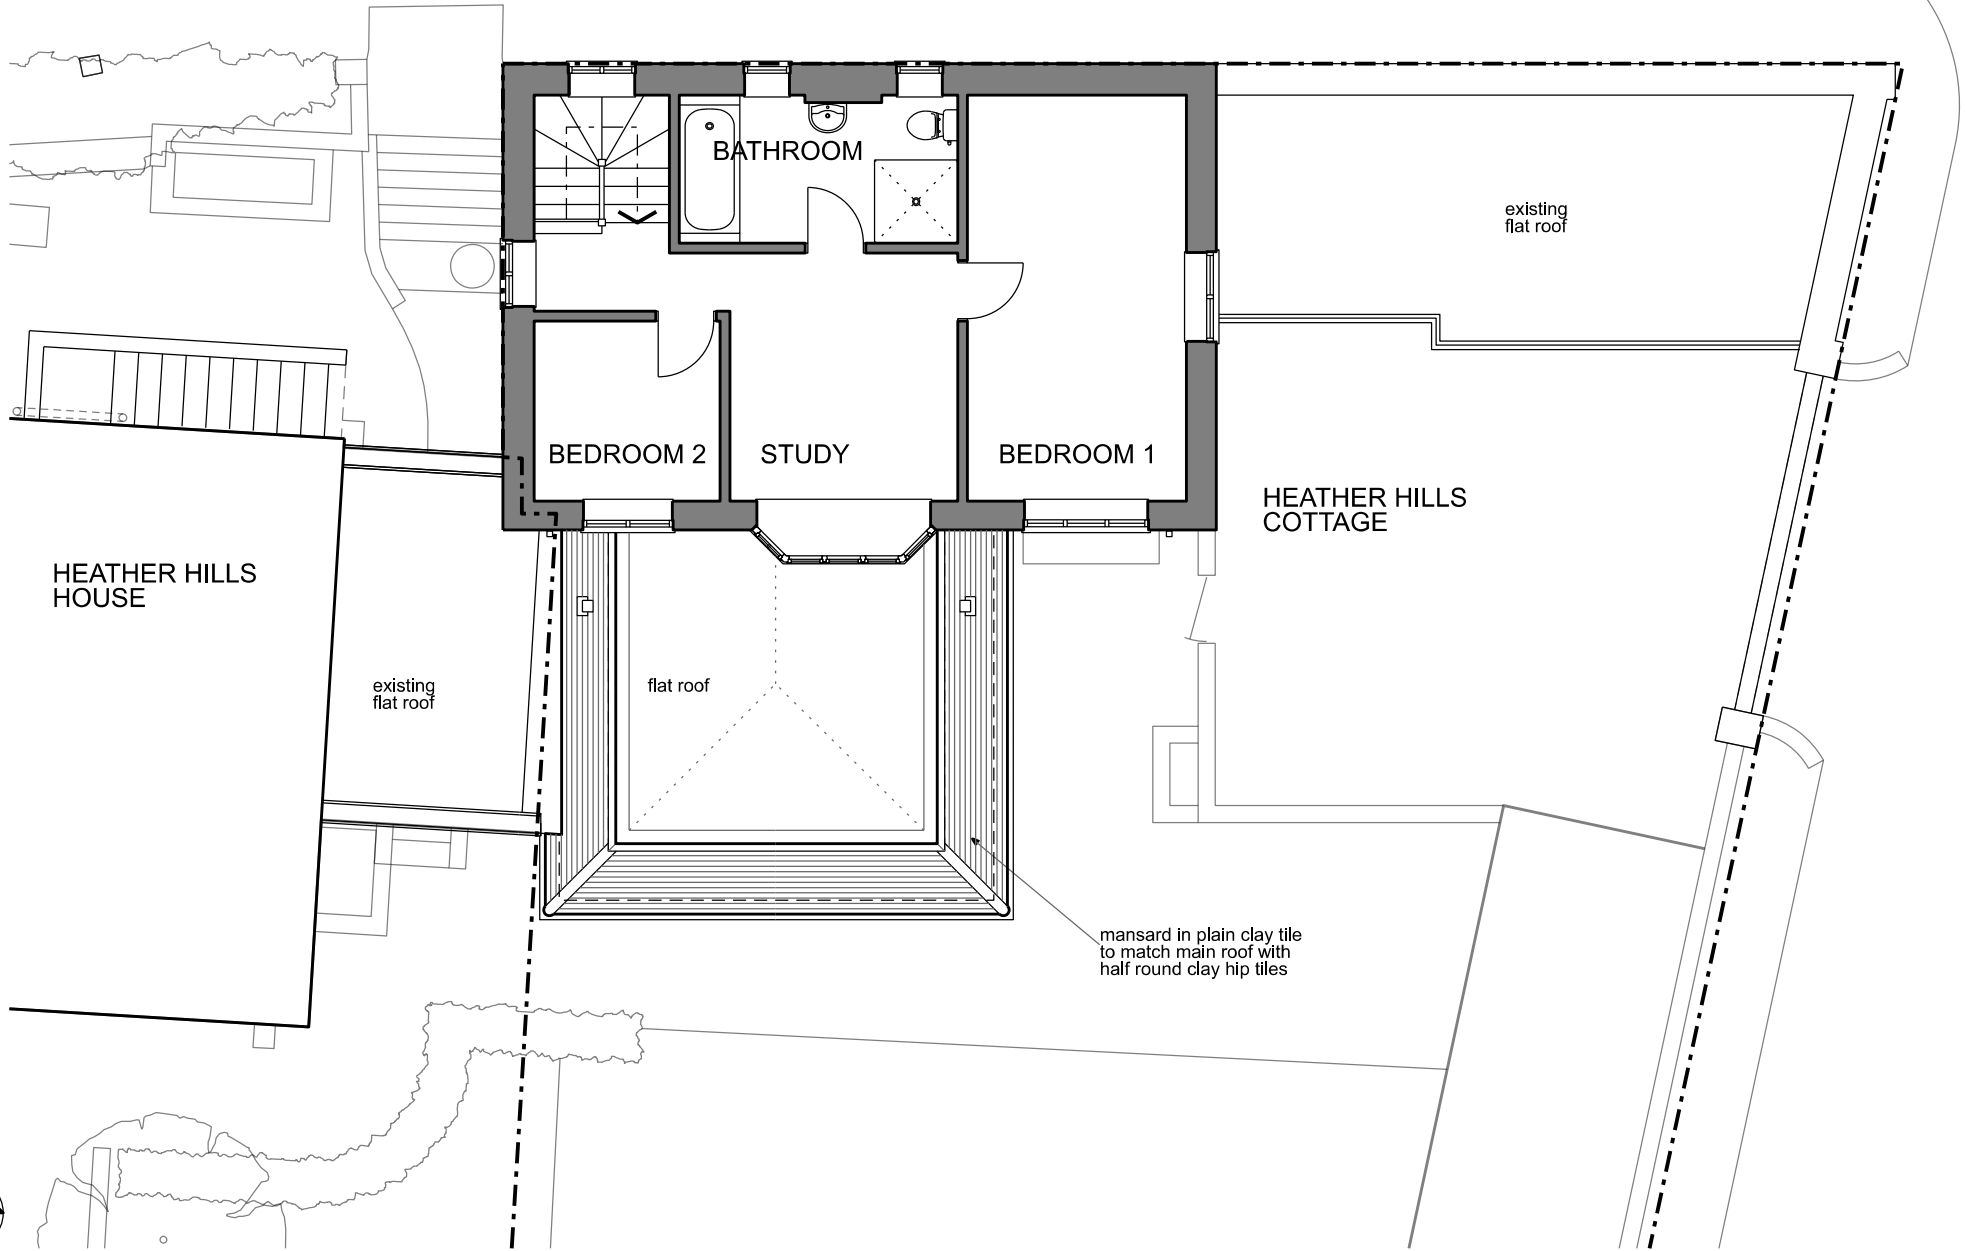 BATHROOM
existing
flat roof
BEDROOM 2
STUDY
BEDROOM 1
HEATHER HILLS
COTTAGE
HEATHER HILLS
HOUSE
existing
flat roof
flat roof
mansard in plain clay tile
to match main roof with
half round clay hip tiles